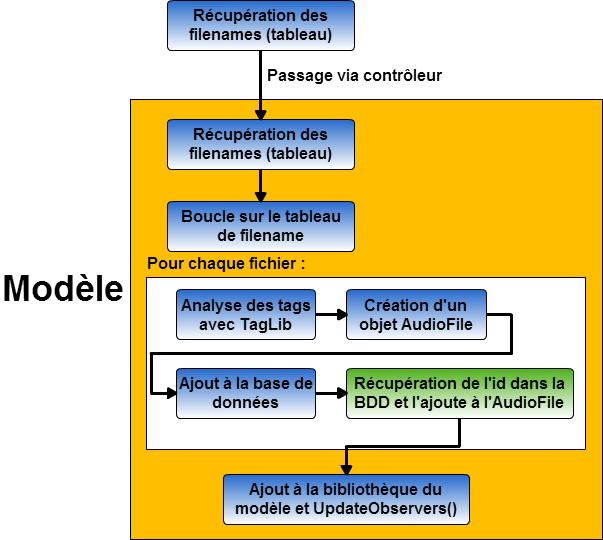 Récupération des
filenames (tableau)
Passage via contrôleur
Récupération des
filenames (tableau)
Boucle sur le tableau
de filename
Pour chaque fichier :
Modèle
Analyse des tags
avec TagLib
Création d'un
objet AudioFile
Ajout à la base de
données
Récupération de l'id dans la
BDD et l'ajoute à l'AudioFile
Ajout à la bibliothèque du
modèle et UpdateObservers()